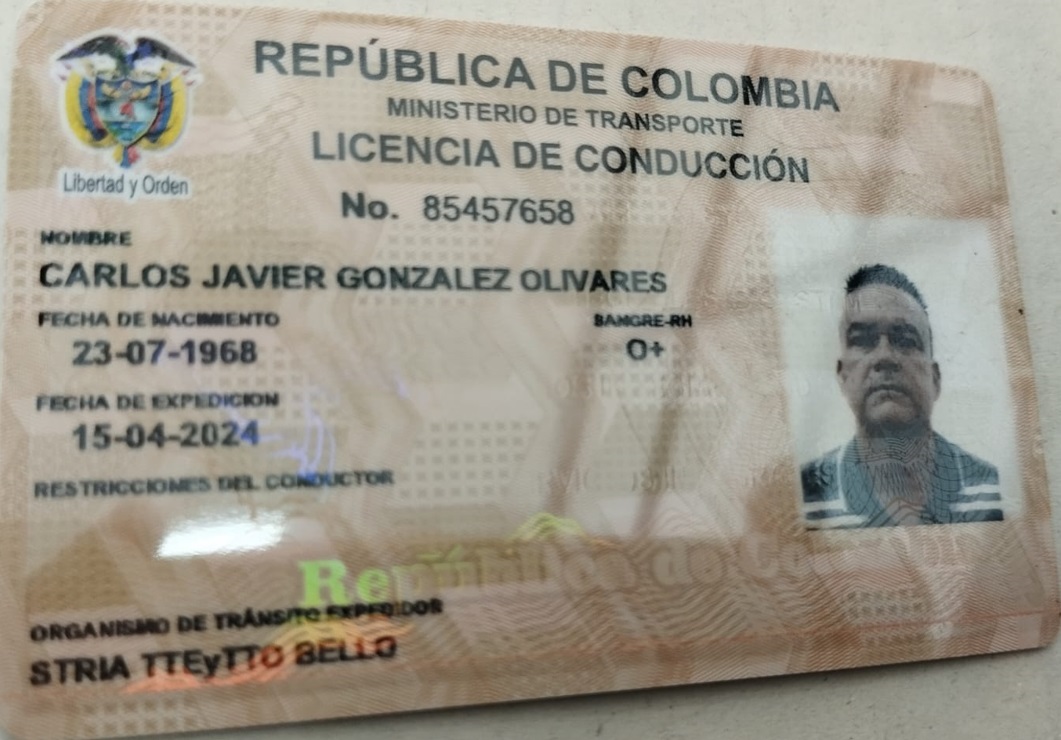 REPÚBLICA DE COLOMBIA
MINISTERIO DE TRANSPORTE
LICENCIA DE CONDUCCIÓN
Libertad y Orden
No. 85457658
NOMBRE
CARLOS JAVIER GONZALEZ OLIVARES
FECHA DE NACIMIENTO
23-07-1968
SANGRE-RH
O+
FECHA DE EXPEDICION
15-04-2024
RESTRICCIONES DEL CONDUCTOR
República de
ORGANISMO DE TRÁNSITO EXPEDIDOR
STRIA TTEyTTO BELLO